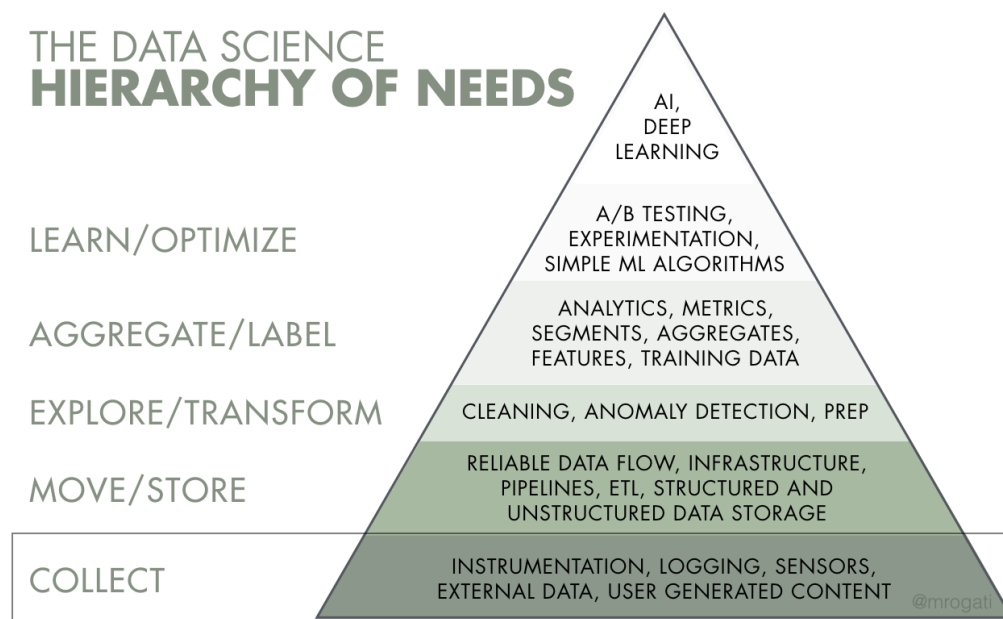 THE DATA SCIENCE
HIERARCHY OF NEEDS
AI,
DEEP
LEARNING
LEARN/OPTIMIZE
A/B TESTING,
EXPERIMENTATION,
SIMPLE ML ALGORITHMS
AGGREGATE/LABEL
ANALYTICS, METRICS,
SEGMENTS, AGGREGATES,
FEATURES, TRAINING DATA
EXPLORE/TRANSFORM
CLEANING, ANOMALY DETECTION, PREP
MOVE/STORE
RELIABLE DATA FLOW, INFRASTRUCTURE,
PIPELINES, ETL, STRUCTURED AND
UNSTRUCTURED DATA STORAGE
COLLECT
INSTRUMENTATION, LOGGING, SENSORS,
EXTERNAL DATA, USER GENERATED CONTENT
@mrogati